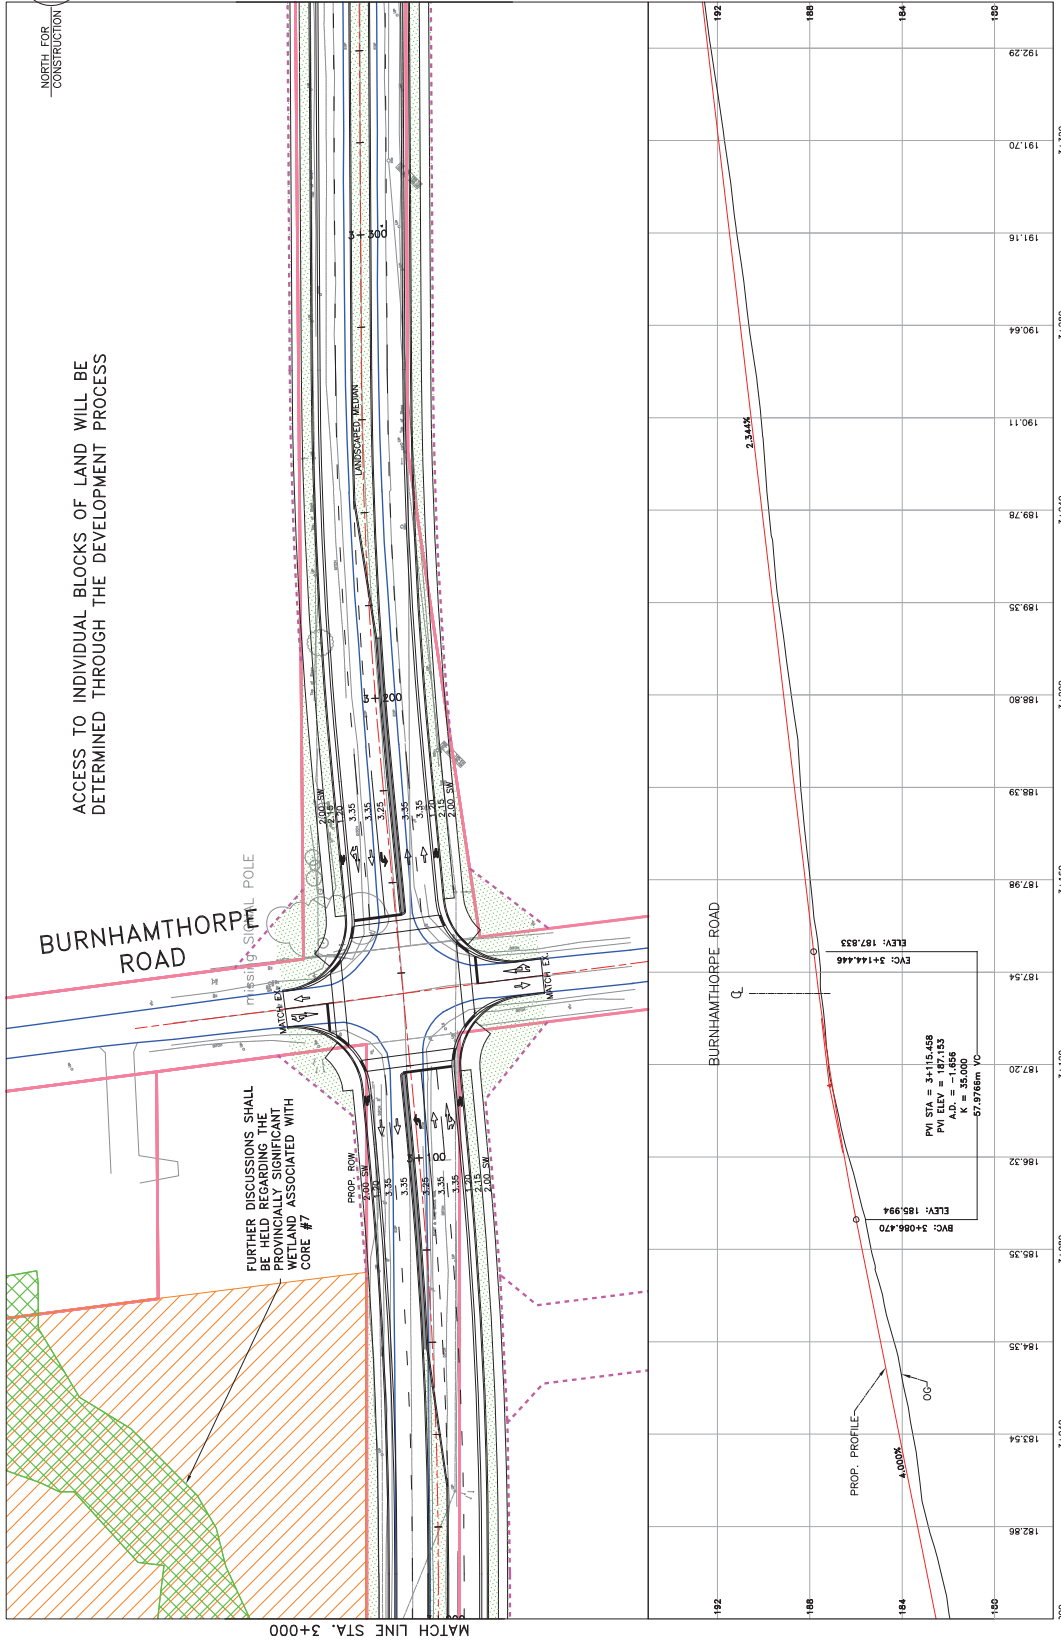 NORTH FOR
CONSTRUCTION
ACCESS TO INDIVIDUAL BLOCKS OF LAND WILL BE
DETERMINED THROUGH THE DEVELOPMENT PROCESS
BURNHAMTHORPE
ROAD
missing SIGNAL POLE
FURTHER DISCUSSIONS SHALL
BE HELD REGARDING THE
PROVINCIALLY SIGNIFICANT
WETLAND ASSOCIATED WITH
CORE #7
MATCH EX.
MATCH EX.
LANDSCAPED MEDIAN
3+300
3+200
3+100
2.00 SW
2.15
1.20
3.35
3.35
3.25
3.35
3.35
1.20
2.15
2.00 SW
PROP. ROW
2.00 SW
1.20
3.35
3.35
3.25
3.35
3.35
1.20
2.15
2.00 SW
MATCH LINE STA. 3+000
192
188
184
180
192
188
184
180
BURNHAMTHORPE ROAD
CL
PROP. PROFILE
OG
4.000%
2.344%
BVC: 3+086.470
ELEV: 185.994
EVC: 3+144.446
ELEV: 187.833
PVI STA = 3+115.458
PVI ELEV = 187.153
A.D. = -1.656
K = 35.000
57.9766m VC
182.86
183.54
184.35
185.35
186.32
187.20
187.54
187.98
188.39
188.80
189.35
189.78
190.11
190.64
191.16
191.70
192.29